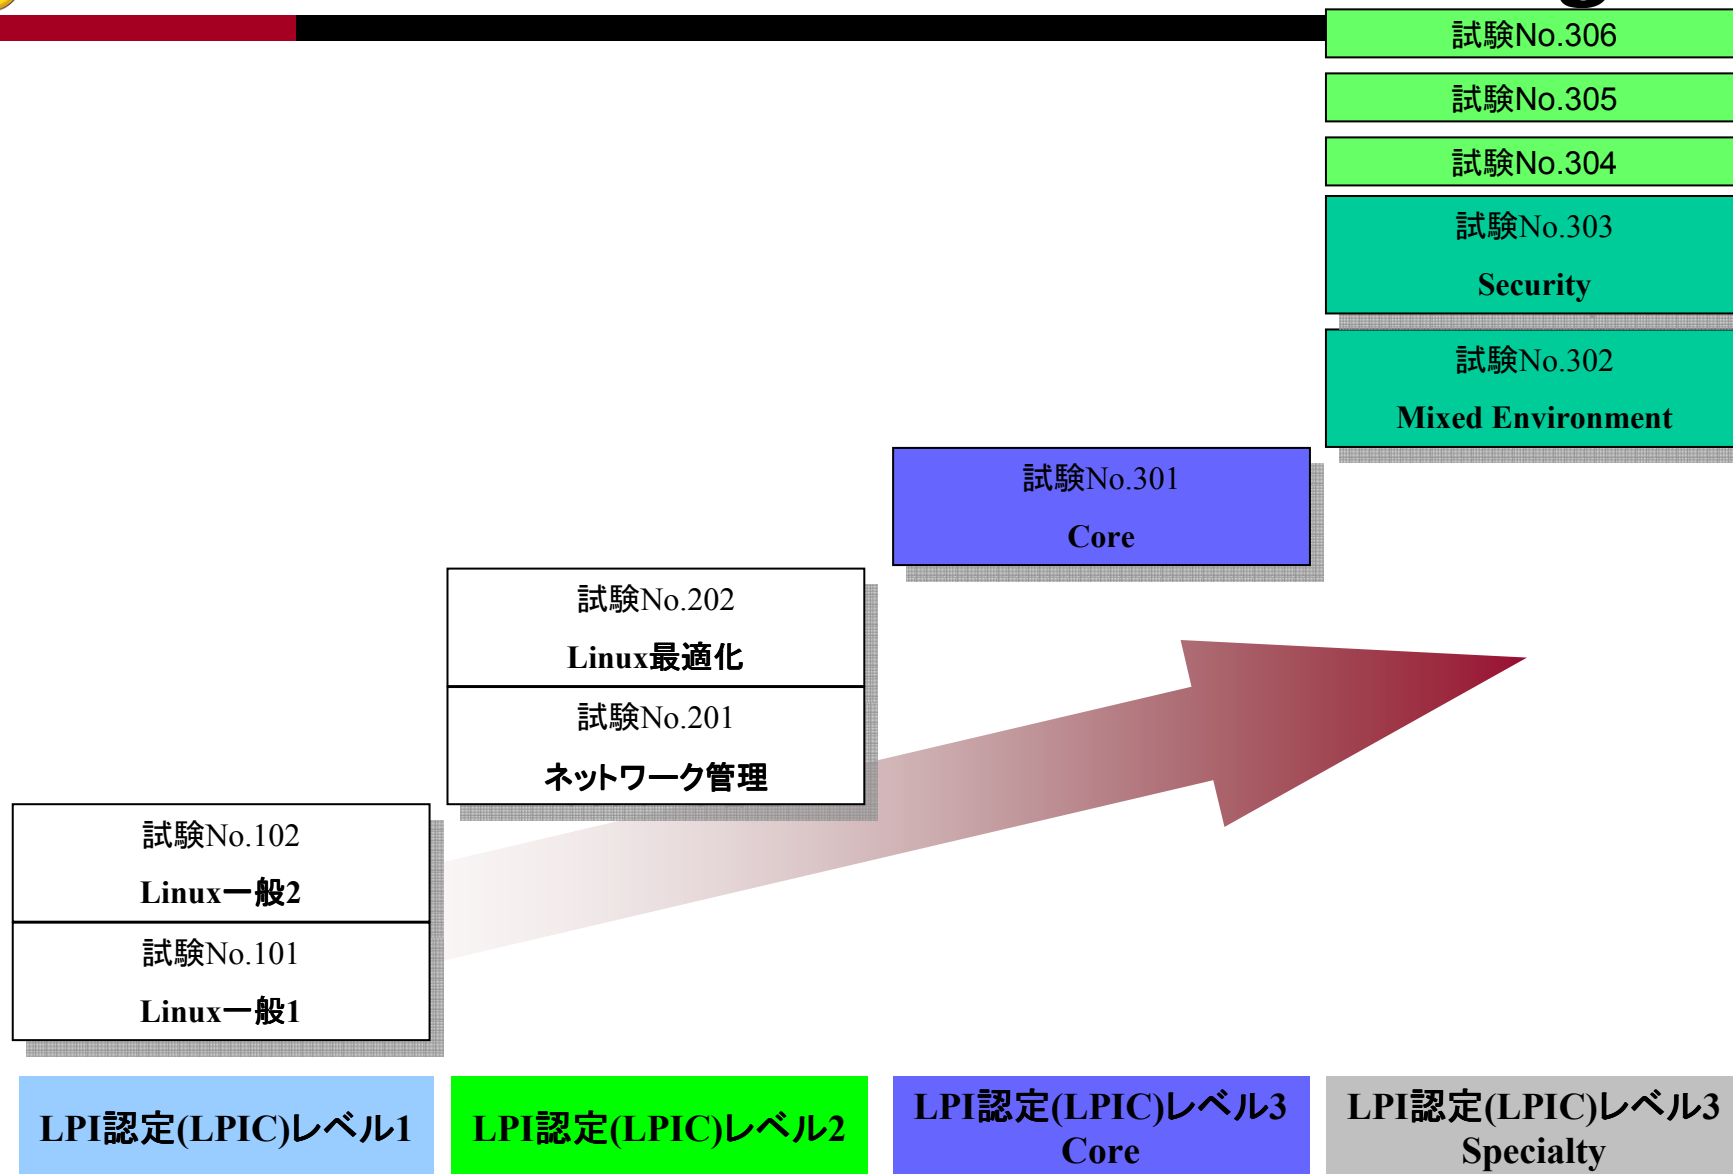 試験No.306
試験No.305
試験No.304
試験No.303
Security
試験No.302
Mixed Environment
試験No.301
Core
試験No.202
Linux最適化
試験No.201
ネットワーク管理
試験No.102
Linux一般2
試験No.101
Linux一般1
LPI認定(LPIC)レベル1
LPI認定(LPIC)レベル2
LPI認定(LPIC)レベル3
Core
LPI認定(LPIC)レベル3
Specialty